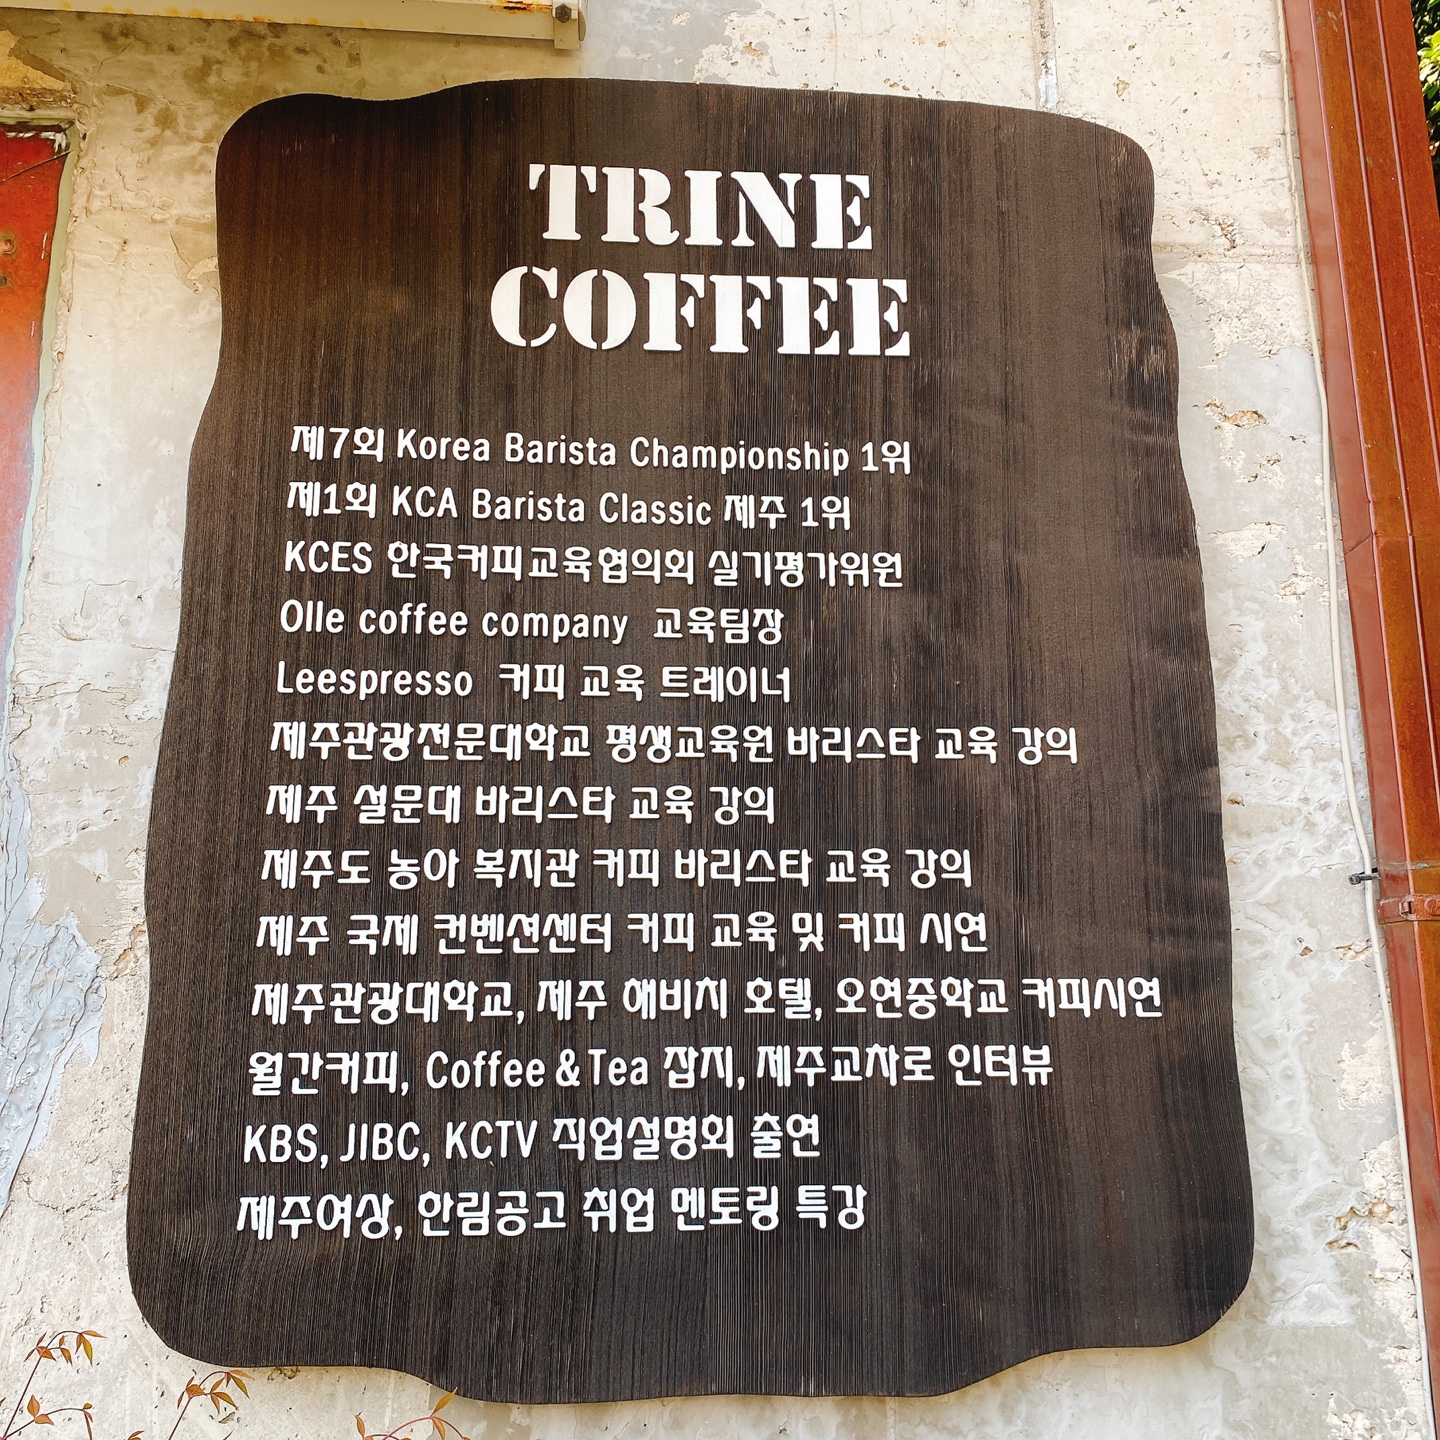 TRINE
COFFEE
제7회 Korea Barista Championship 1위
제1회 KCA Barista Classic 제주 1위
KCES 한국커피교육협의회 실기평가위원
Olle coffee company 교육팀장
Leespresso 커피 교육 트레이너
제주관광전문대학교 평생교육원 바리스타 교육 강의
제주 설문대 바리스타 교육 강의
제주도 농아 복지관 커피 바리스타 교육 강의
제주 국제 컨벤션센터 커피 교육 및 커피 시연
제주관광대학교, 제주 해비치 호텔, 오현중학교 커피시연
월간커피, Coffee & Tea 잡지, 제주교차로 인터뷰
KBS, JIBC, KCTV 직업설명회 출연
제주여상, 한림공고 취업 멘토링 특강